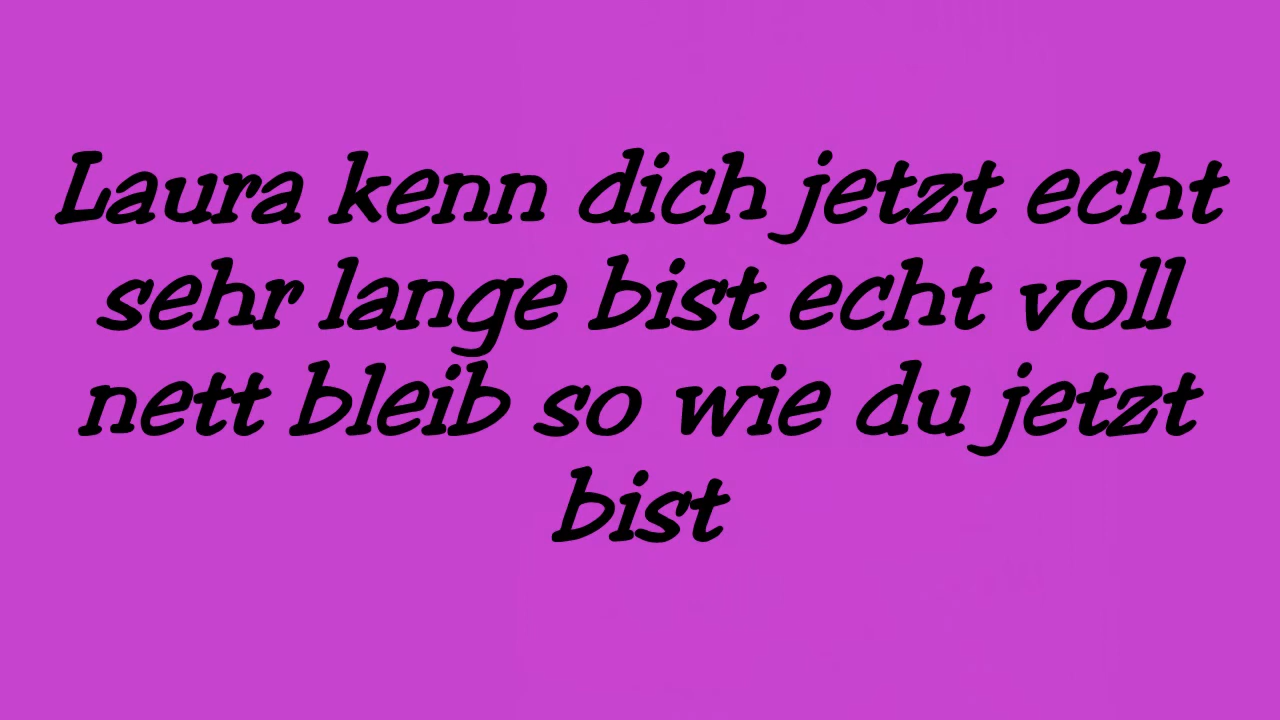 Laura kenn dich jetzt echt
sehr lange bist echt voll
nett bleib so wie du jetzt
bist